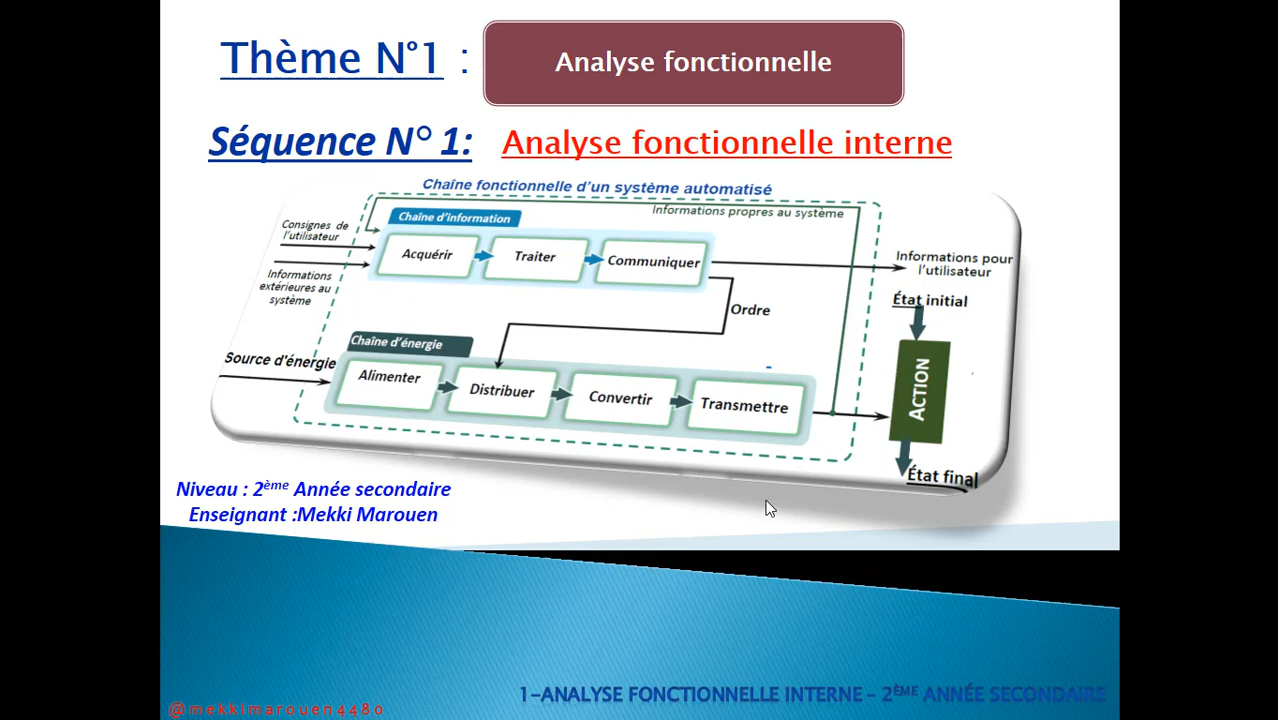 Thème N°1 :
Analyse fonctionnelle
Séquence N° 1:
Analyse fonctionnelle interne
Chaîne fonctionnelle d'un système automatisé
Informations propres au système
Chaîne d'information
Consignes de
l'utilisateur
Acquérir
Traiter
Communiquer
Informations pour
l'utilisateur
Informations
extérieures au
système
État initial
Ordre
Chaîne d'énergie
Source d'énergie
Alimenter
Distribuer
Convertir
Transmettre
ACTION
État final
Niveau : 2ème Année secondaire
Enseignant :Mekki Marouen
1-ANALYSE FONCTIONNELLE INTERNE - 2ÈME ANNÉE SECONDAIRE
@mekkimarouen4480